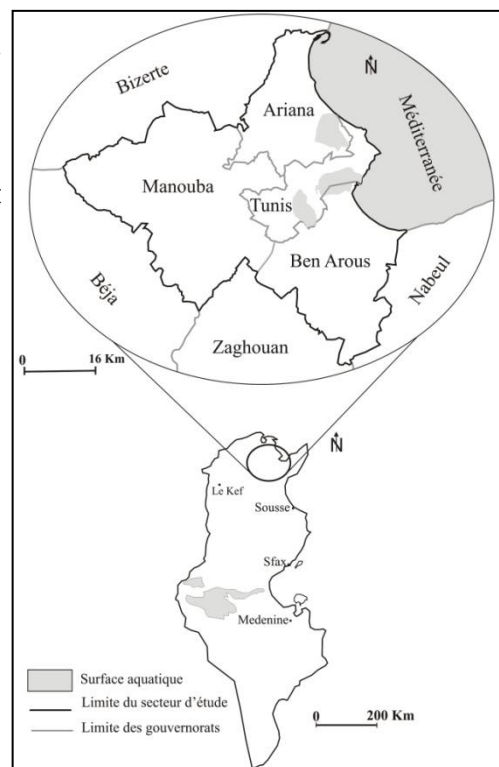 Bizerte
N
Ariana
Méditerranée
Manouba
Tunis
Ben Arous
Nabeul
Béja
Zaghouan
0
16 Km
N
Le Kef
Sousse
Sfax
Medenine
Surface aquatique
Limite du secteur d'étude
Limite des gouvernorats
0
200 Km